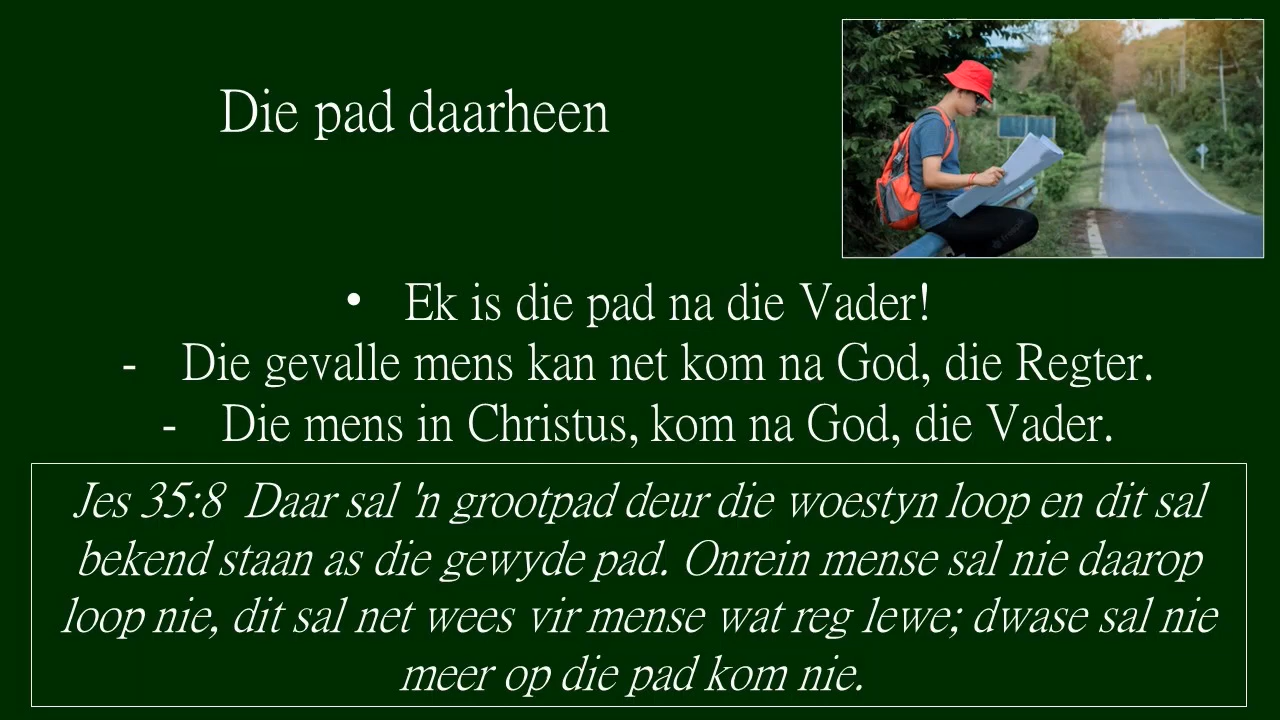 Die pad daarheen
• Ek is die pad na die Vader!
- Die gevalle mens kan net kom na God, die Regter.
- Die mens in Christus, kom na God, die Vader.
Jes 35:8  Daar sal 'n grootpad deur die woestyn loop en dit sal
bekend staan as die gewyde pad. Onrein mense sal nie daarop
loop nie, dit sal net wees vir mense wat reg lewe; dwase sal nie
meer op die pad kom nie.